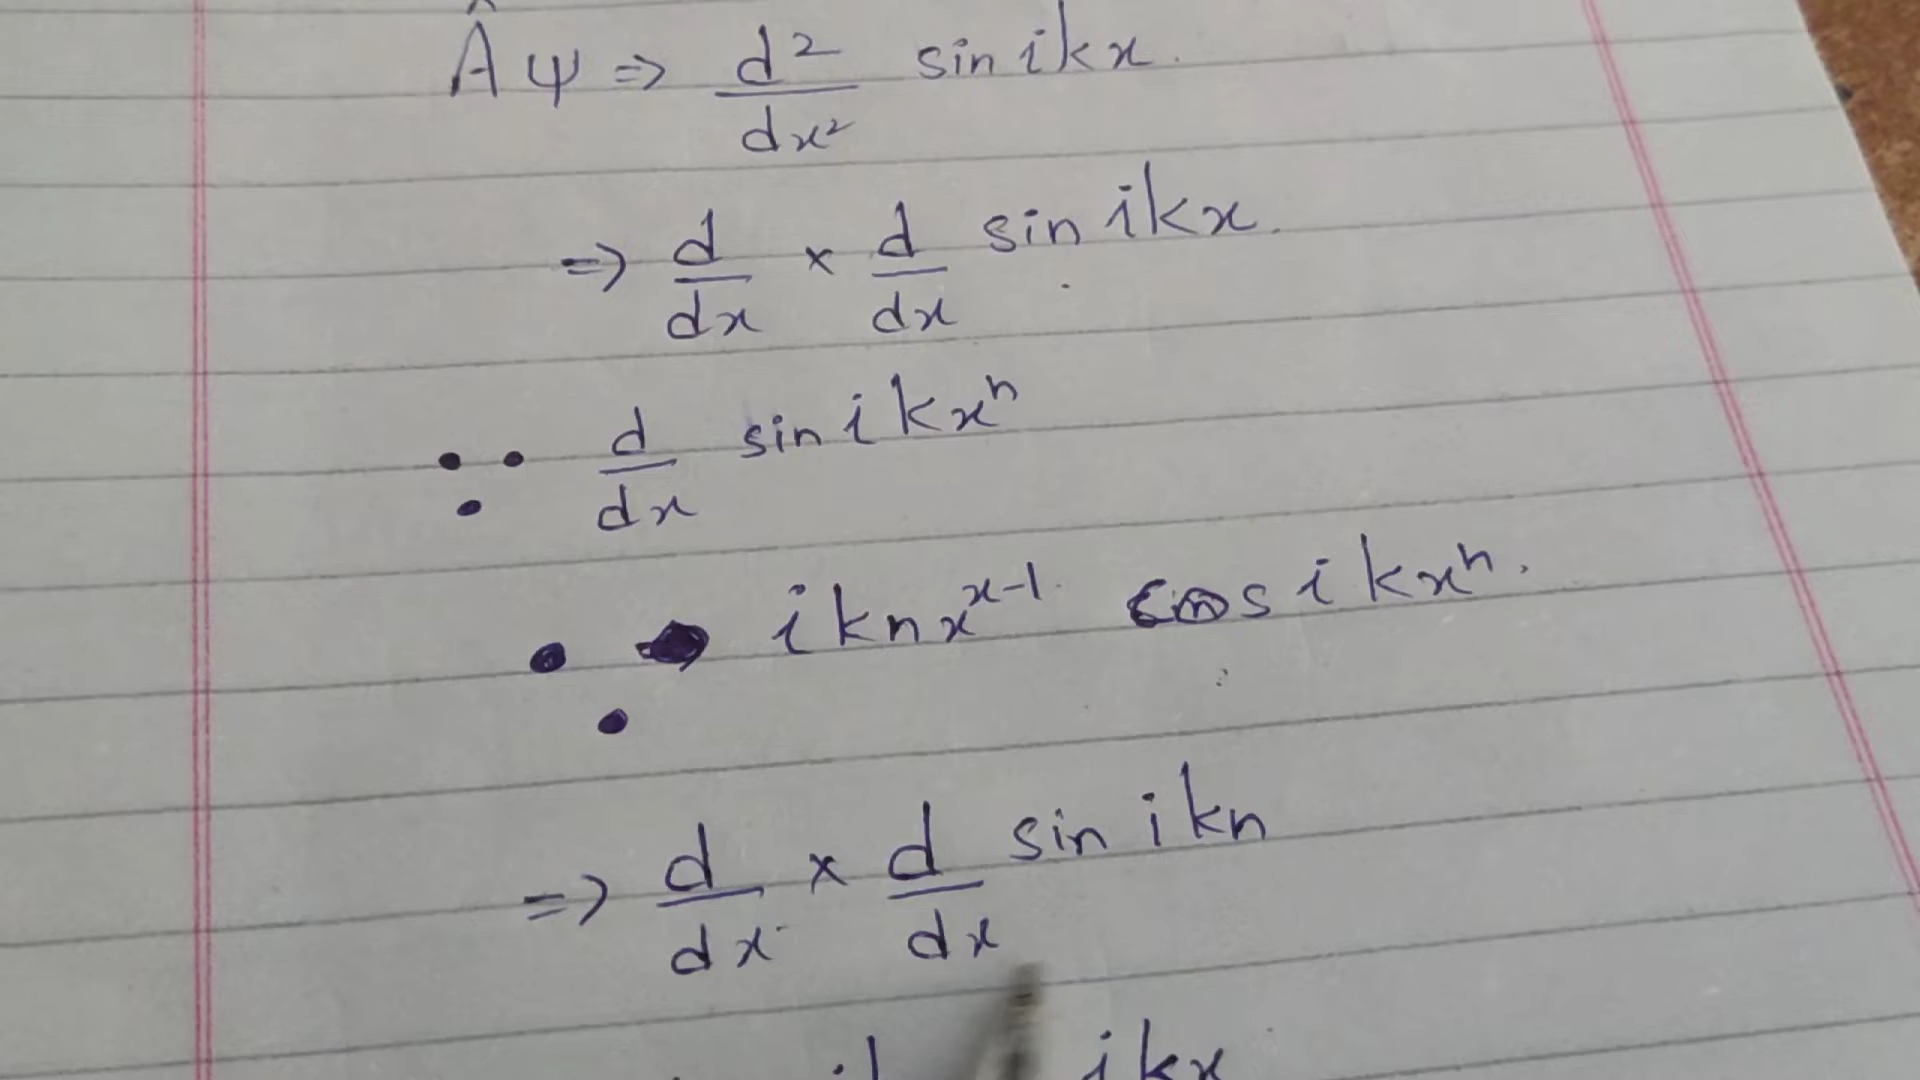 Âψ ⇒ d²/dx² sin ikx.
⇒ d/dx × d/dx sin ikx.
d/dx sin ikxⁿ
iknx^(x-1) cos ikxⁿ.
⇒ d/dx × d/dx sin ikn
ikx